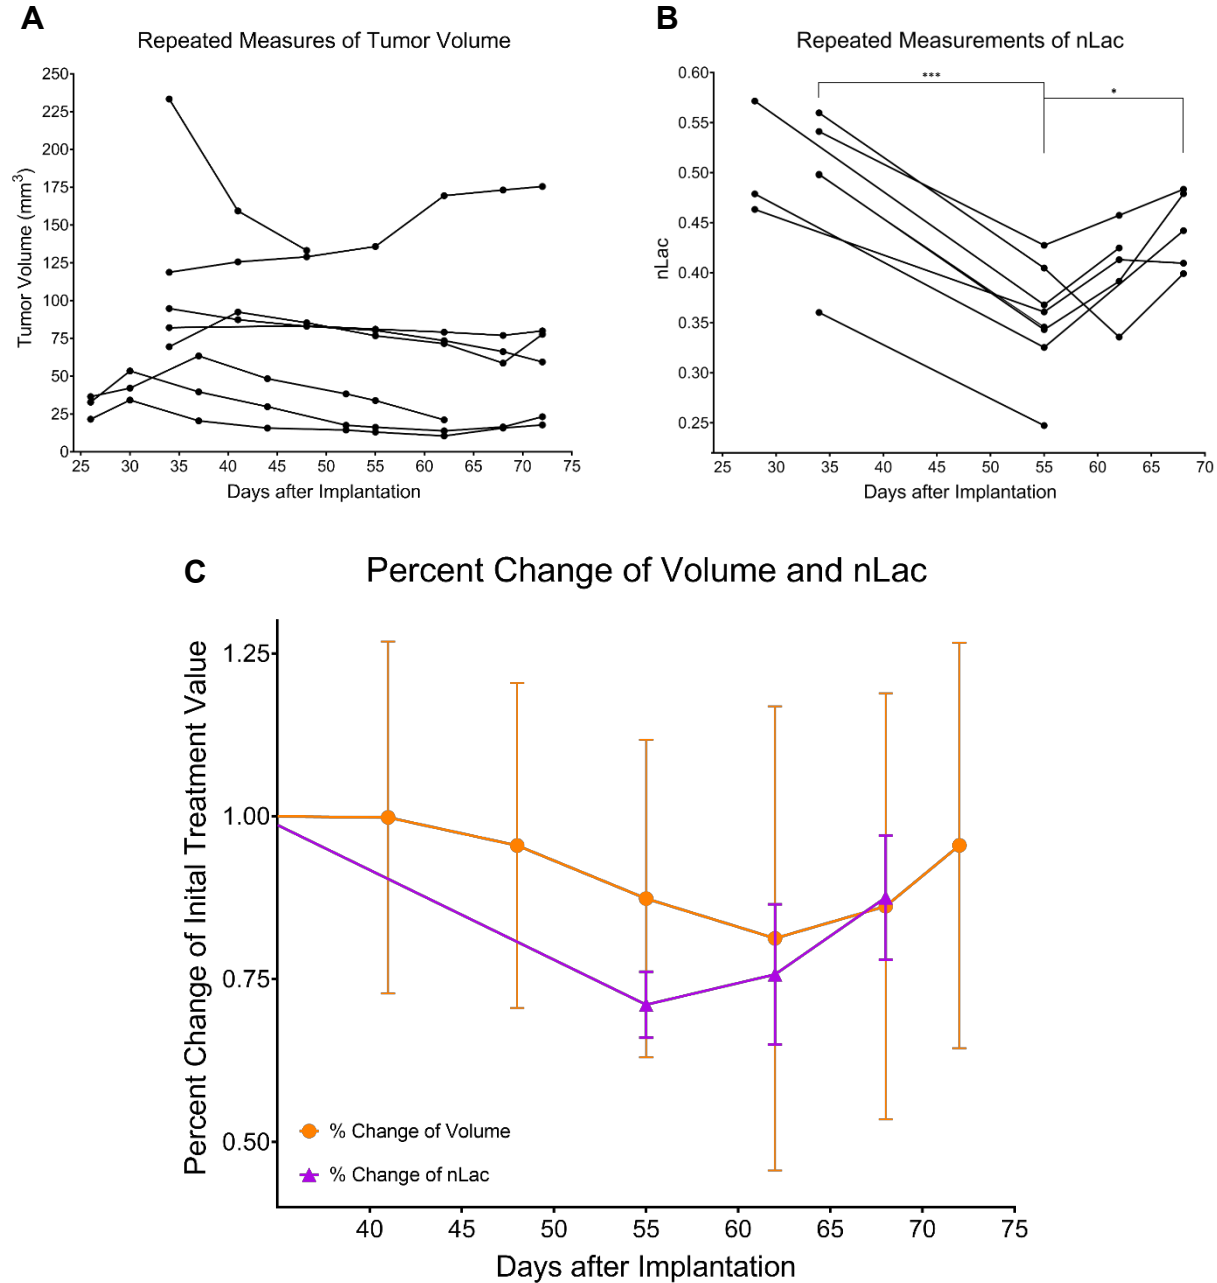 A
Repeated Measures of Tumor Volume
Tumor Volume (mm³)
250
225
200
175
150
125
100
75
50
25
0
25 30 35 40 45 50 55 60 65 70 75
Days after Implantation
B
Repeated Measurements of nLac
nLac
0.60
0.55
0.50
0.45
0.40
0.35
0.30
0.25
*** *
25 30 35 40 45 50 55 60 65 70
Days after Implantation
C
Percent Change of Volume and nLac
Percent Change of Inital Treatment Value
1.25
1.00
0.75
0.50
% Change of Volume
% Change of nLac
40 45 50 55 60 65 70 75
Days after Implantation